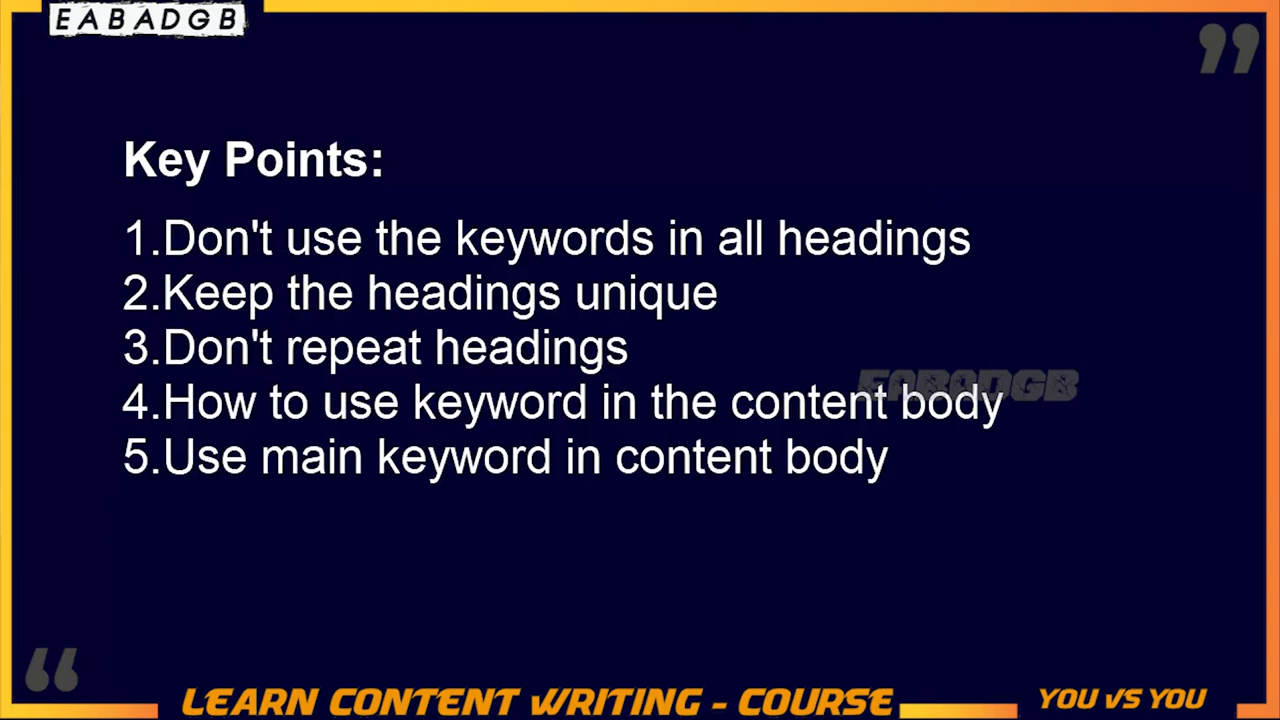 EABADGB
Key Points:
1.Don't use the keywords in all headings
2.Keep the headings unique
3.Don't repeat headings
EABADGB
4.How to use keyword in the content body
5.Use main keyword in content body
LEARN CONTENT WRITING - COURSE
YOU VS YOU